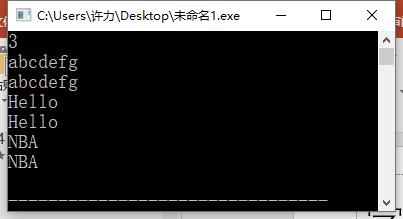 C:\Users\许力\Desktop\未命名1.exe
3
abcdefg
abcdefg
Hello
Hello
NBA
NBA
--------------------------------